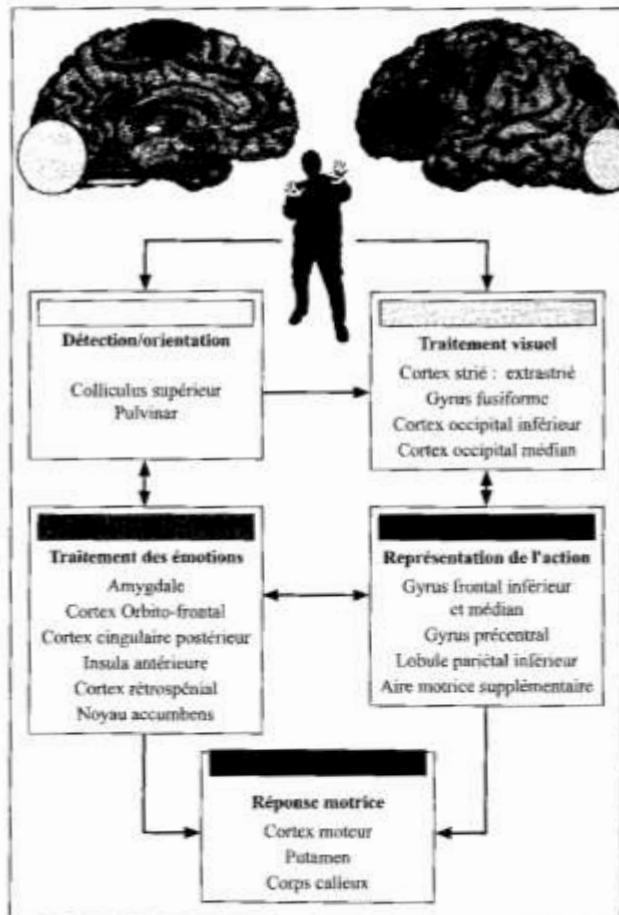 Détection/orientation
Colliculus supérieur
Pulvinar
Traitement visuel
Cortex strié : extrastrié
Gyrus fusiforme
Cortex occipital inférieur
Cortex occipital médian
Traitement des émotions
Amygdale
Cortex Orbito-frontal
Cortex cingulaire postérieur
Insula antérieure
Cortex rétrospénial
Noyau accumbens
Représentation de l'action
Gyrus frontal inférieur
et médian
Gyrus précentral
Lobule pariétal inférieur
Aire motrice supplémentaire
Réponse motrice
Cortex moteur
Putamen
Corps calleux